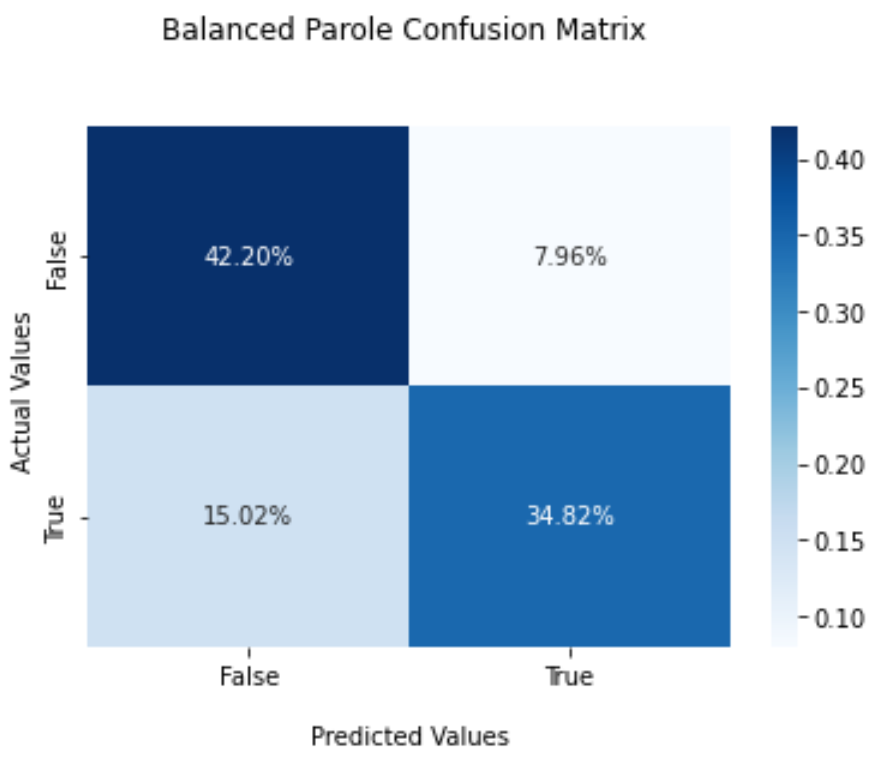 Balanced Parole Confusion Matrix
Actual Values
False
True
42.20%
7.96%
15.02%
34.82%
False
True
Predicted Values
0.40
0.35
0.30
0.25
0.20
0.15
0.10